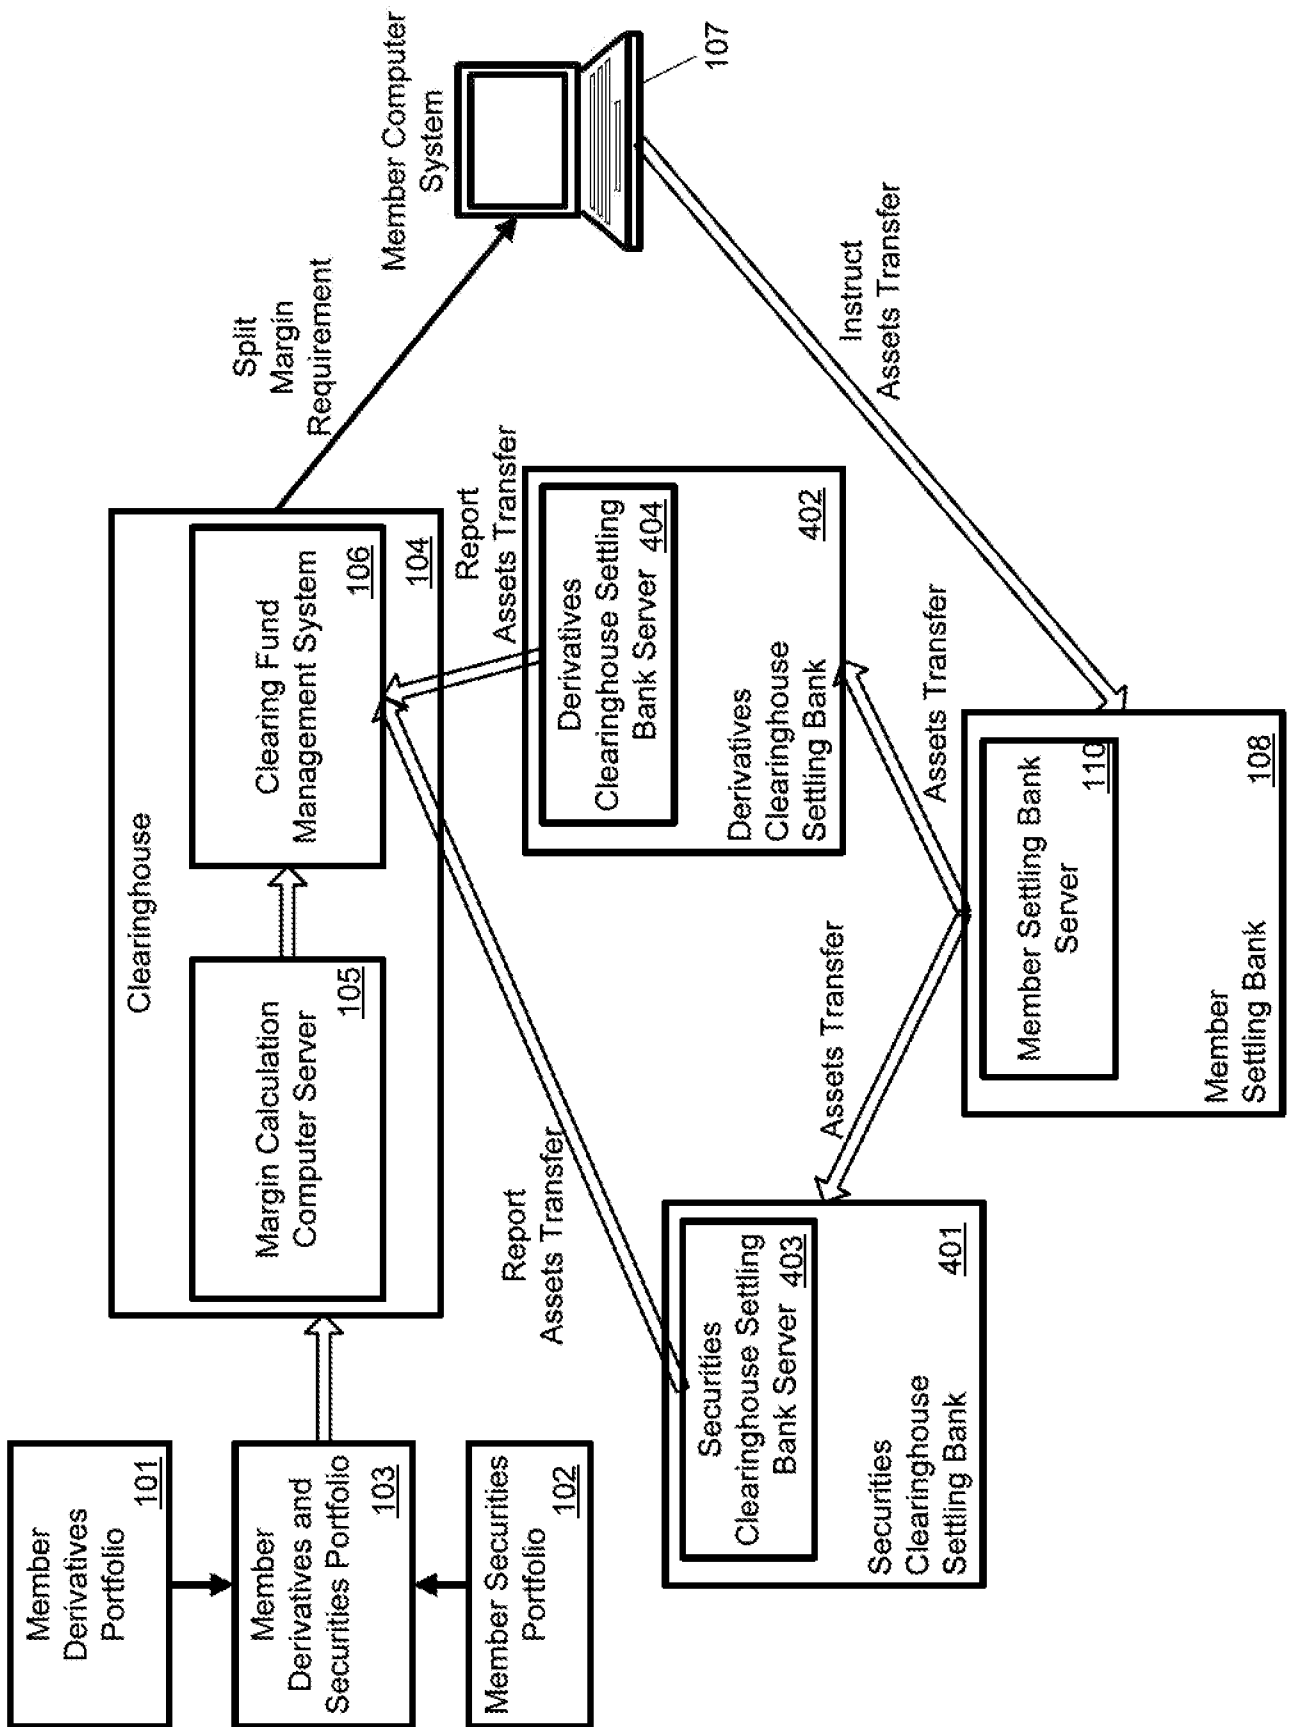 Member
Derivatives
Portfolio
101
Member
Derivatives and
Securities Portfolio
103
Member Securities
Portfolio
102
Clearinghouse
Margin Calculation
Computer Server
105
Clearing Fund
Management System
106
104
Split
Margin
Requirement
Member Computer
System
107
Report
Assets Transfer
Report
Assets Transfer
Derivatives
Clearinghouse Settling
Bank Server 404
Derivatives
Clearinghouse
Settling Bank
402
Instruct
Assets Transfer
Securities
Clearinghouse Settling
Bank Server 403
Securities
Clearinghouse
Settling Bank
401
Assets Transfer
Assets Transfer
Member Settling Bank
Server
110
Member
Settling Bank
108